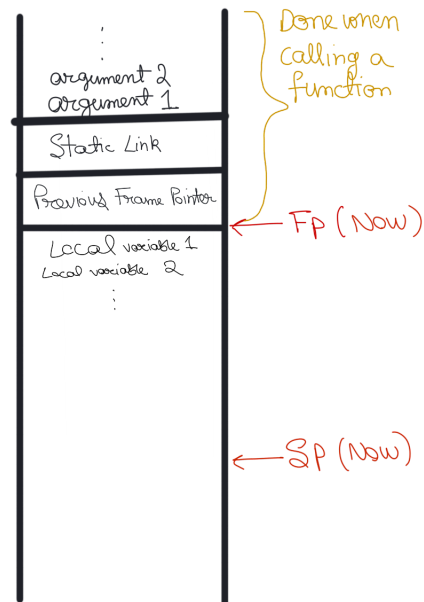 ⋮
argument 2
argument 1
Static Link
Previous Frame Pointer
Local variable 1
Local variable 2
⋮
Done when
calling a
function
← FP (Now)
← SP (Now)